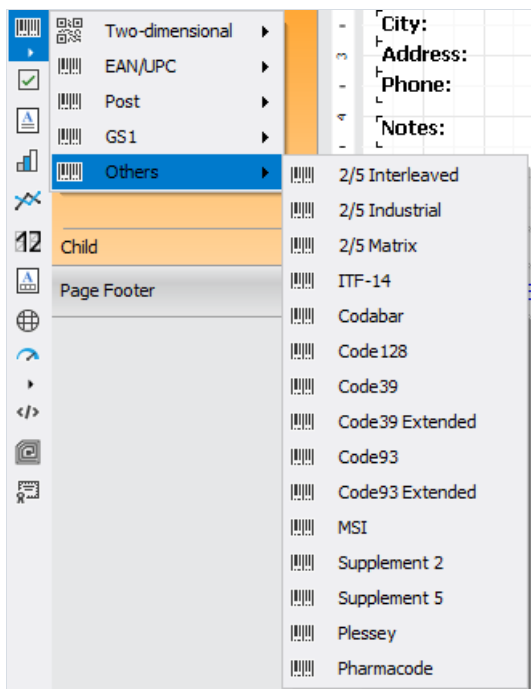 Two-dimensional
EAN/UPC
Post
GS1
Others
City:
Address:
Phone:
Notes:
3
4
2/5 Interleaved
2/5 Industrial
2/5 Matrix
ITF-14
Codabar
Code128
Code39
Code39 Extended
Code93
Code93 Extended
MSI
Supplement 2
Supplement 5
Plessey
Pharmacode
Child
Page Footer
12